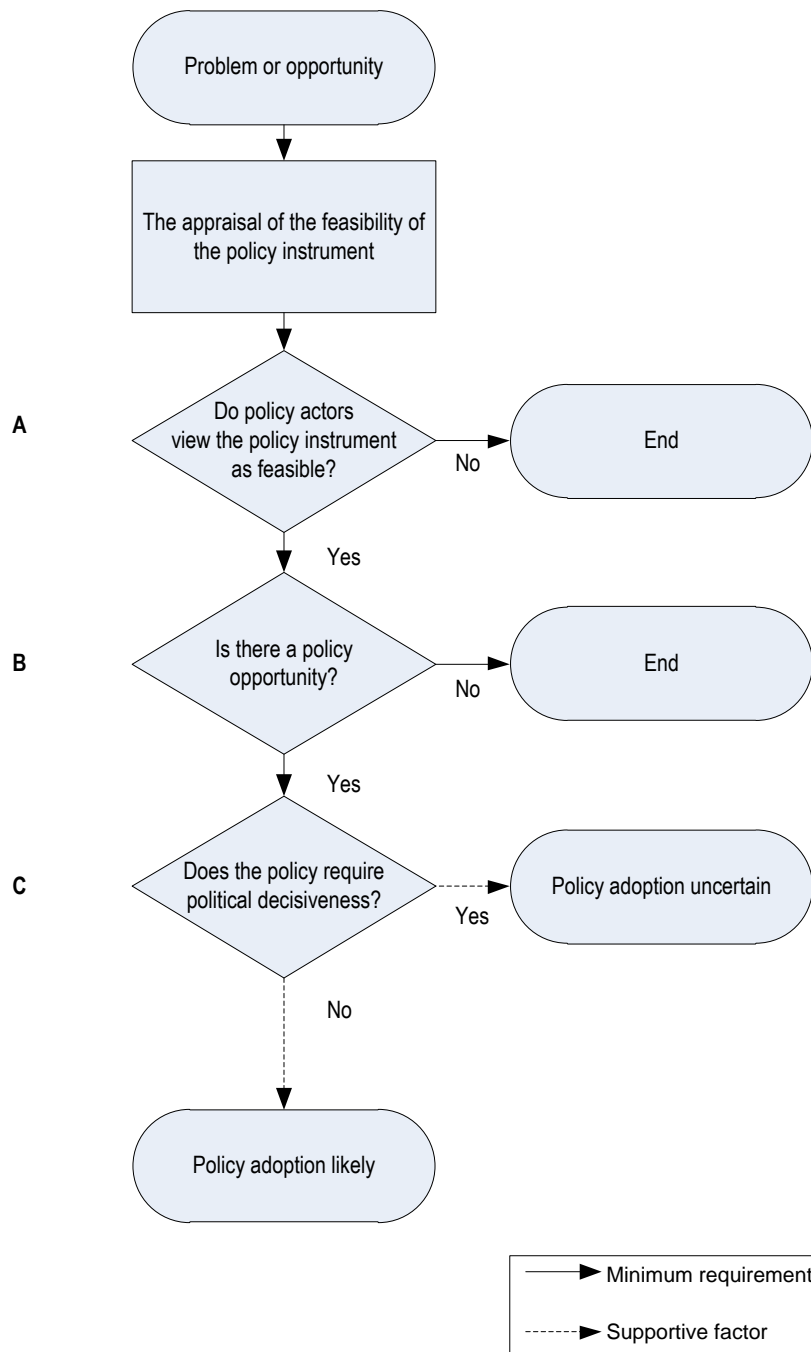 Problem or opportunity
The appraisal of the feasibility of
the policy instrument
A
Do policy actors
view the policy instrument
as feasible?
No
End
Yes
B
Is there a policy
opportunity?
No
End
Yes
C
Does the policy require
political decisiveness?
Yes
Policy adoption uncertain
No
Policy adoption likely
Minimum requirement
Supportive factor